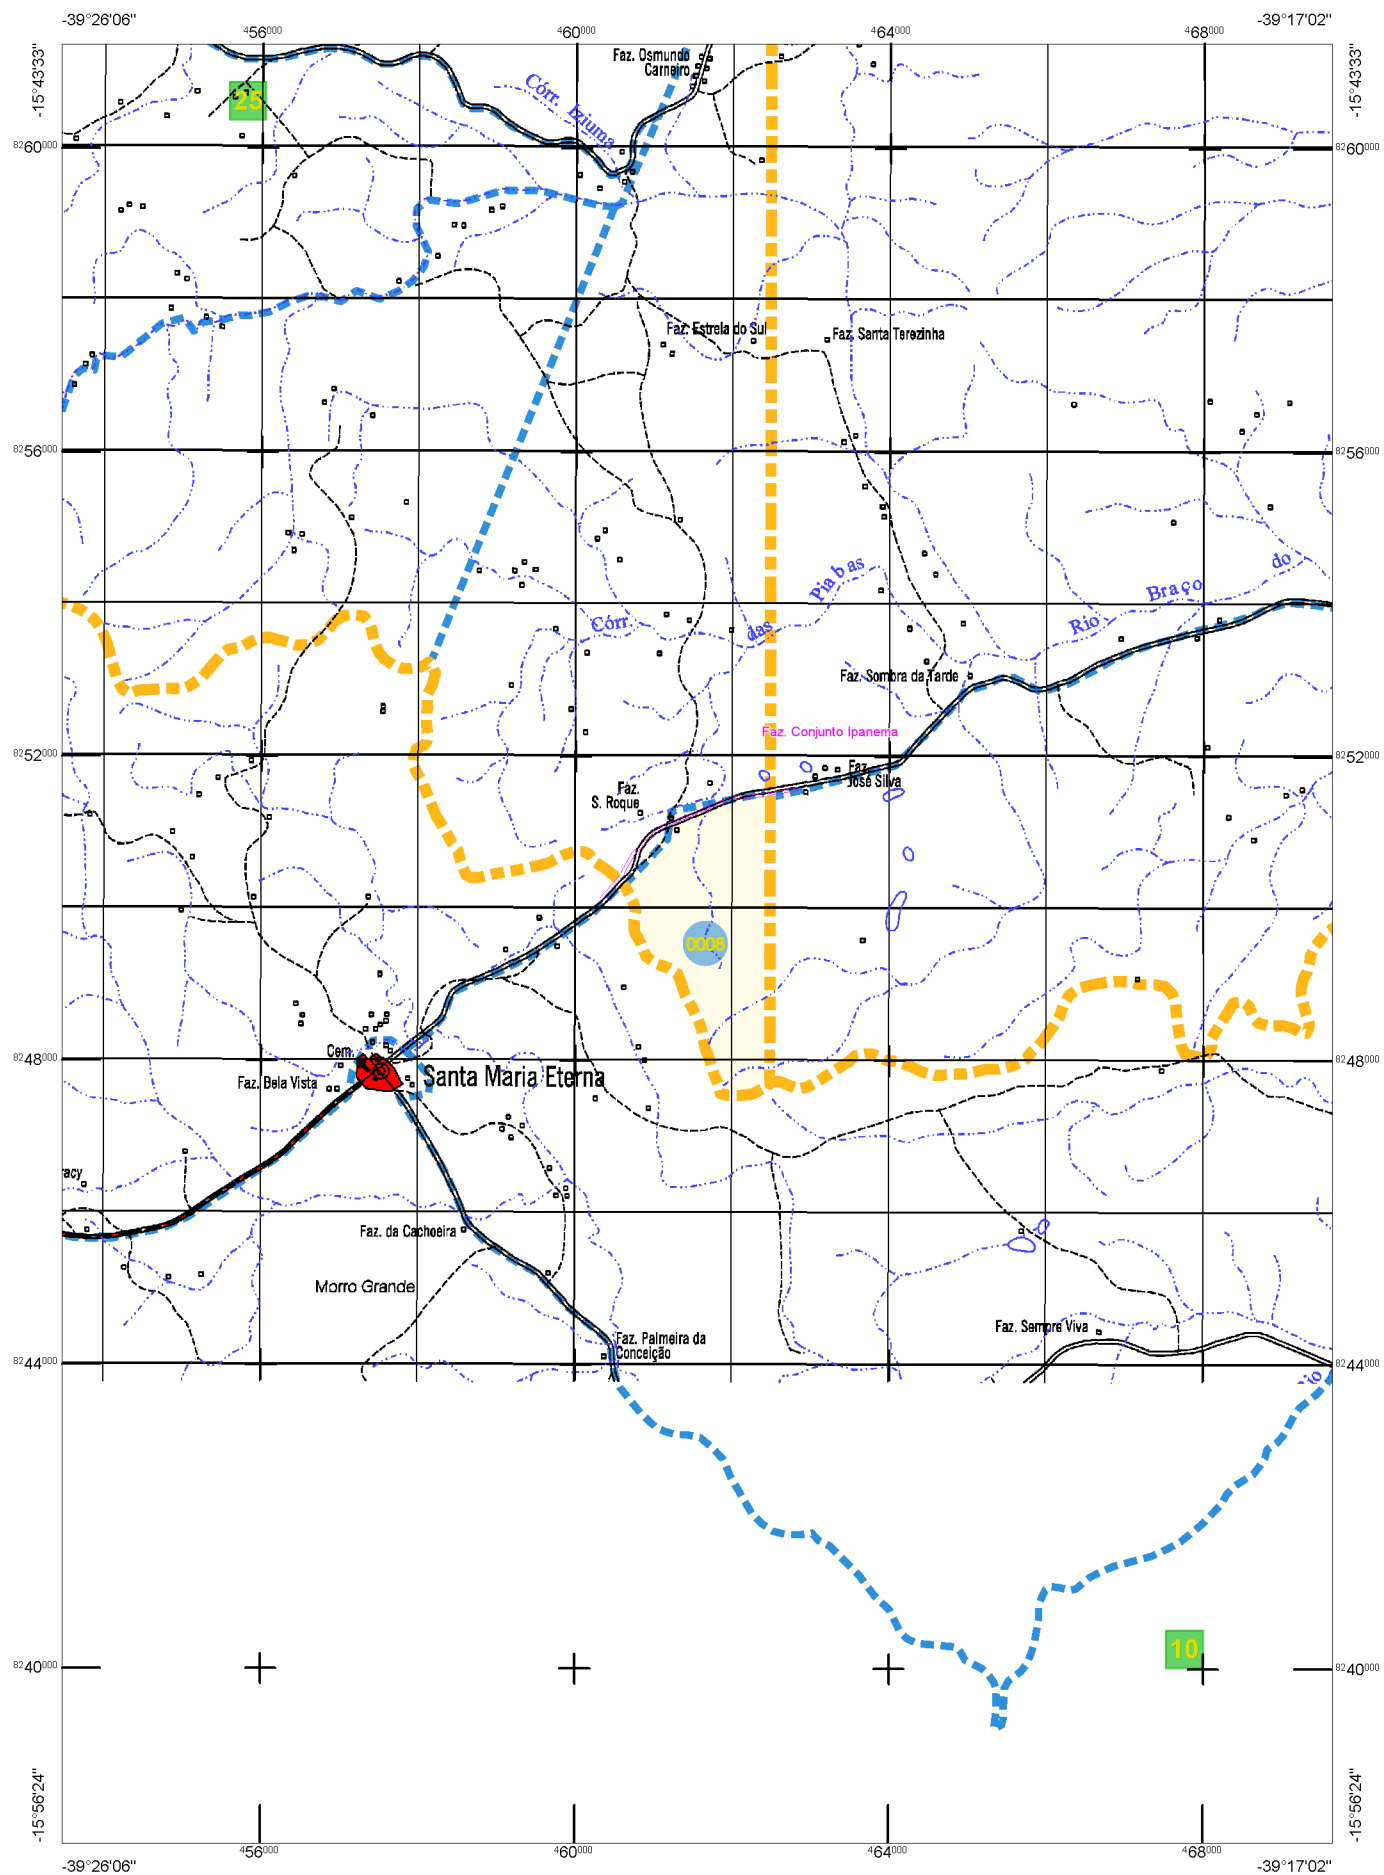 -39°26'06"
-39°17'02"
456000
460000
464000
468000
-15°43'33"
-15°43'33"
Faz. Osmundo
Carneiro
Córr. Iziuma
25
8260000
8260000
Faz. Estrela do Sul
Faz. Santa Terezinha
8256000
8256000
Córr.
das
Piabas
Rio
Braço
do
Faz. Sombra da Tarde
Faz. Conjunto Ipanema
8252000
8252000
Faz.
José Silva
Faz.
S. Roque
0008
Cem.
8248000
8248000
Faz. Bela Vista
Santa Maria Eterna
racy
Faz. da Cachoeira
Morro Grande
Faz. Palmeira da
Conceição
Faz. Sempre Viva
8244000
8244000
io
10
8240000
8240000
-15°56'24"
-15°56'24"
456000
460000
464000
468000
-39°26'06"
-39°17'02"